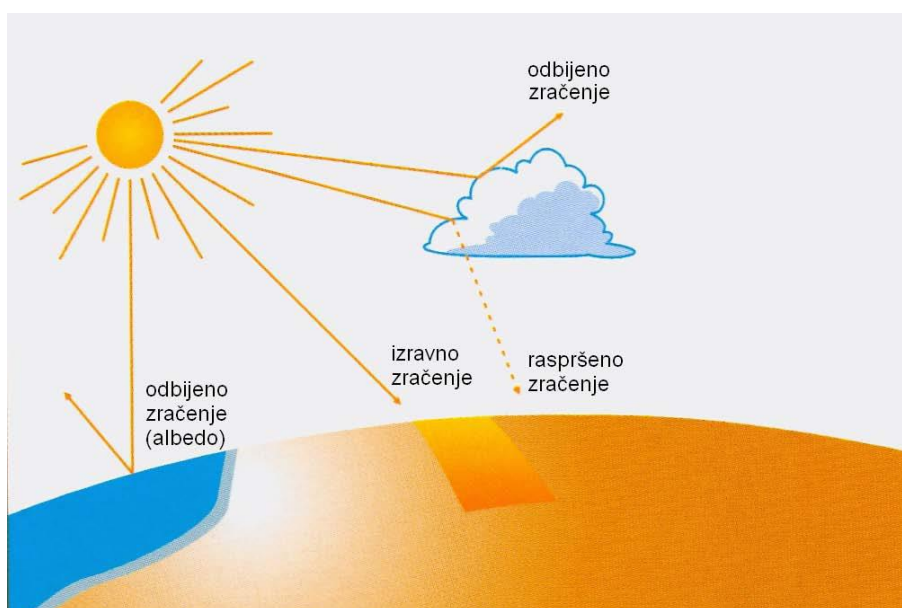 odbijeno
zračenje
izravno
zračenje
raspršeno
zračenje
odbijeno
zračenje
(albedo)